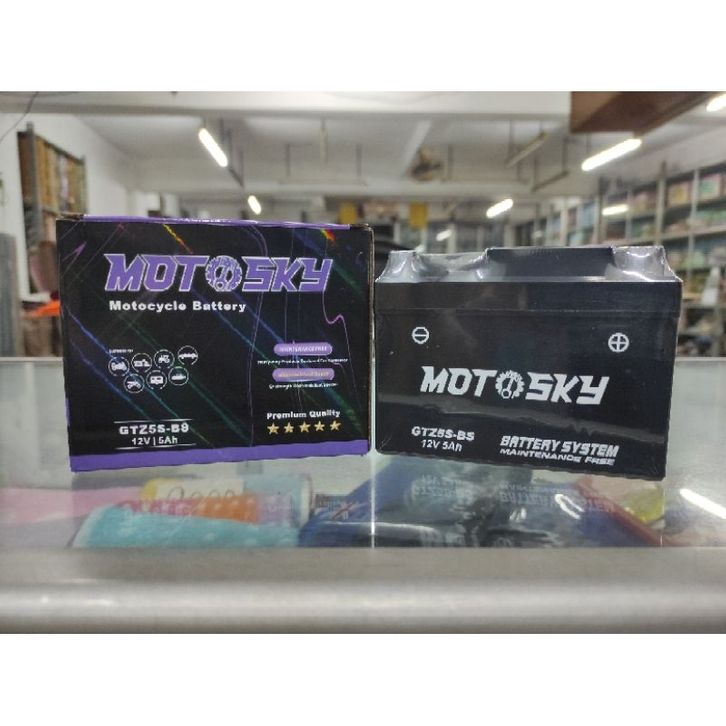 MOTOSKY
Motocycle Battery
Premium Quality
GTZ5S-BS
12V | 5Ah
MOTOSKY
GTZ5S-BS
12V 5Ah
BATTERY SYSTEM
MAINTENANCE FREE